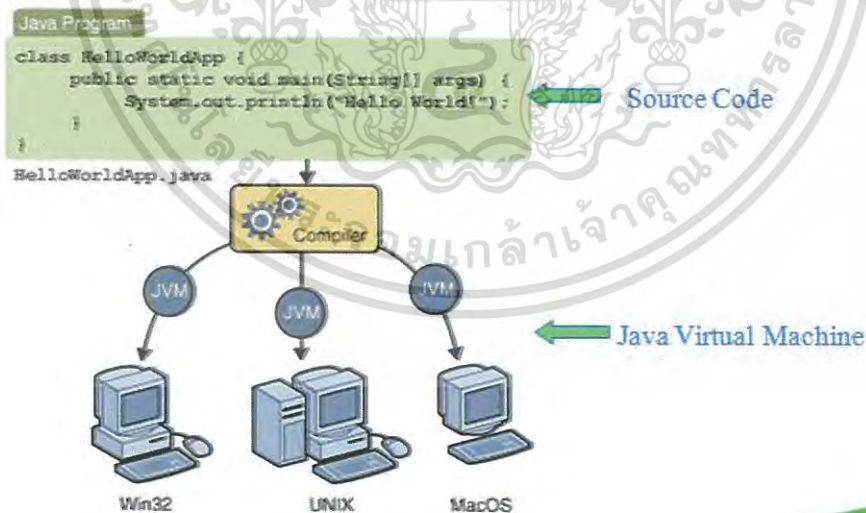 Java Program
class HelloWorldApp {
public static void main(String[] args) {
System.out.println("Hello World!");
}
}
Source Code
HelloWorldApp.java
Compiler
JVM
JVM
JVM
Java Virtual Machine
Win32
UNIX
MacOS